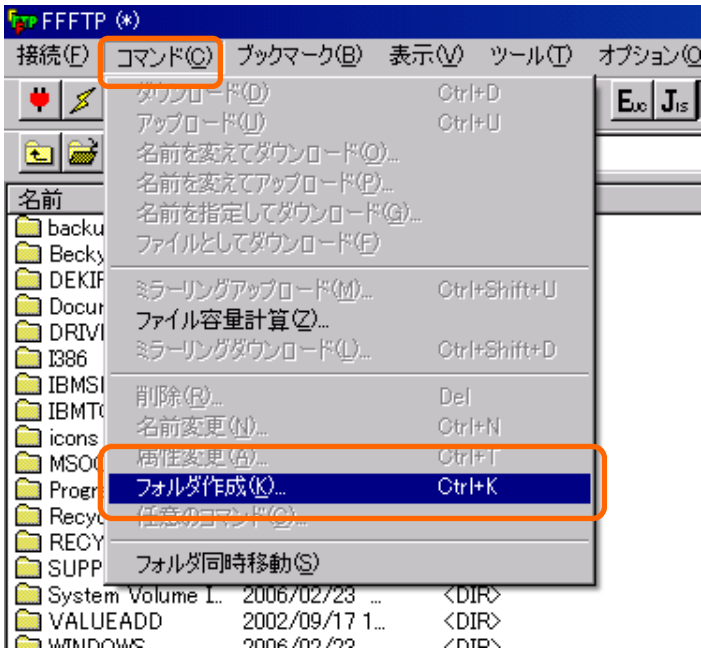 FFFTP (*)
接続(F) コマンド(C) ブックマーク(B) 表示(V) ツール(T) オプション(O
ダウンロード(D) Ctrl+D
アップロード(U) Ctrl+U
名前を変えてダウンロード(O)...
名前を変えてアップロード(P)...
名前を指定してダウンロード(G)...
ファイルとしてダウンロード(F)
ミラーリングアップロード(M)... Ctrl+Shift+U
ファイル容量計算(Z)...
ミラーリングダウンロード(L)... Ctrl+Shift+D
削除(R)... Del
名前変更(N)... Ctrl+N
属性変更(A)... Ctrl+T
フォルダ作成(K)... Ctrl+K
任意のコマンド(C)...
フォルダ同時移動(S)
Euc Jis
名前
backu
Becky
DEKIF
Docur
DRIVI
I386
IBMSI
IBMT
icons
MSOC
Progra
Recyc
RECY
SUPP
System Volume I... 2006/02/23 ... <DIR>
VALUEADD 2002/09/17 1... <DIR>
WINDOWS 2006/02/23 <DIR>